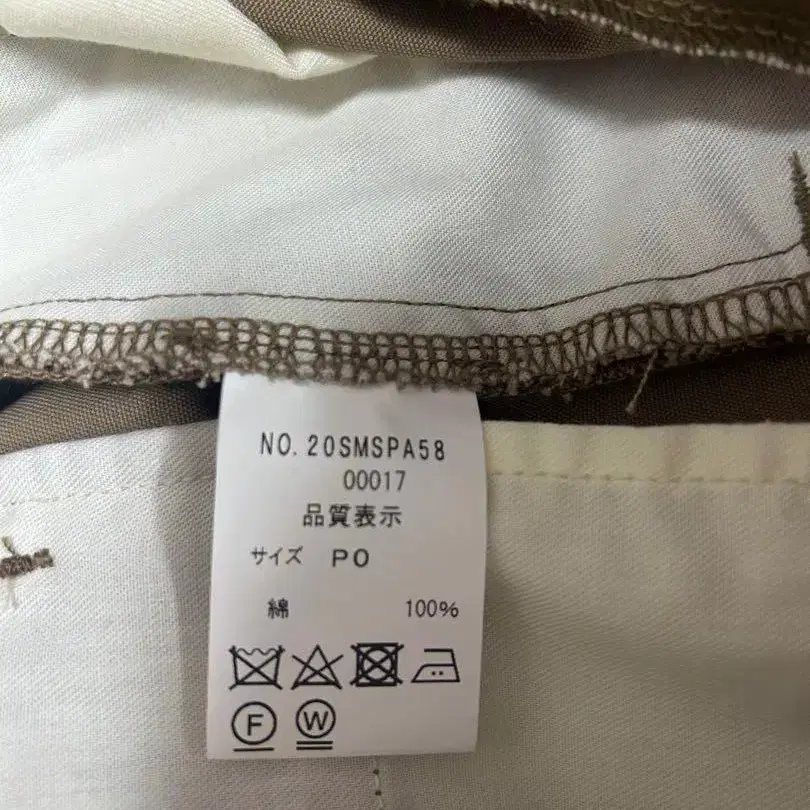 NO. 20SMSPA58
00017
品質表示
サイズ PO
綿 100%
F W